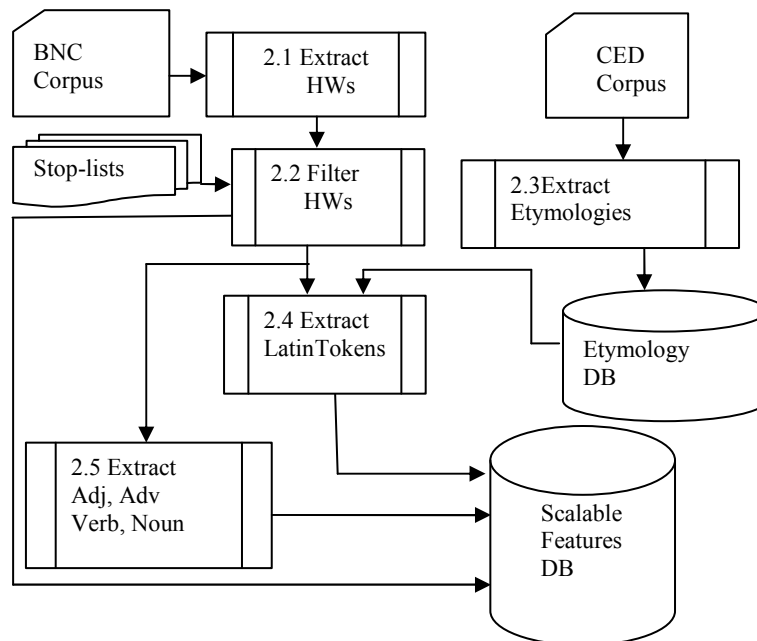 BNC
Corpus
2.1 Extract
HWs
CED
Corpus
Stop-lists
2.2 Filter
HWs
2.3Extract
Etymologies
2.4 Extract
LatinTokens
Etymology
DB
2.5 Extract
Adj, Adv
Verb, Noun
Scalable
Features
DB